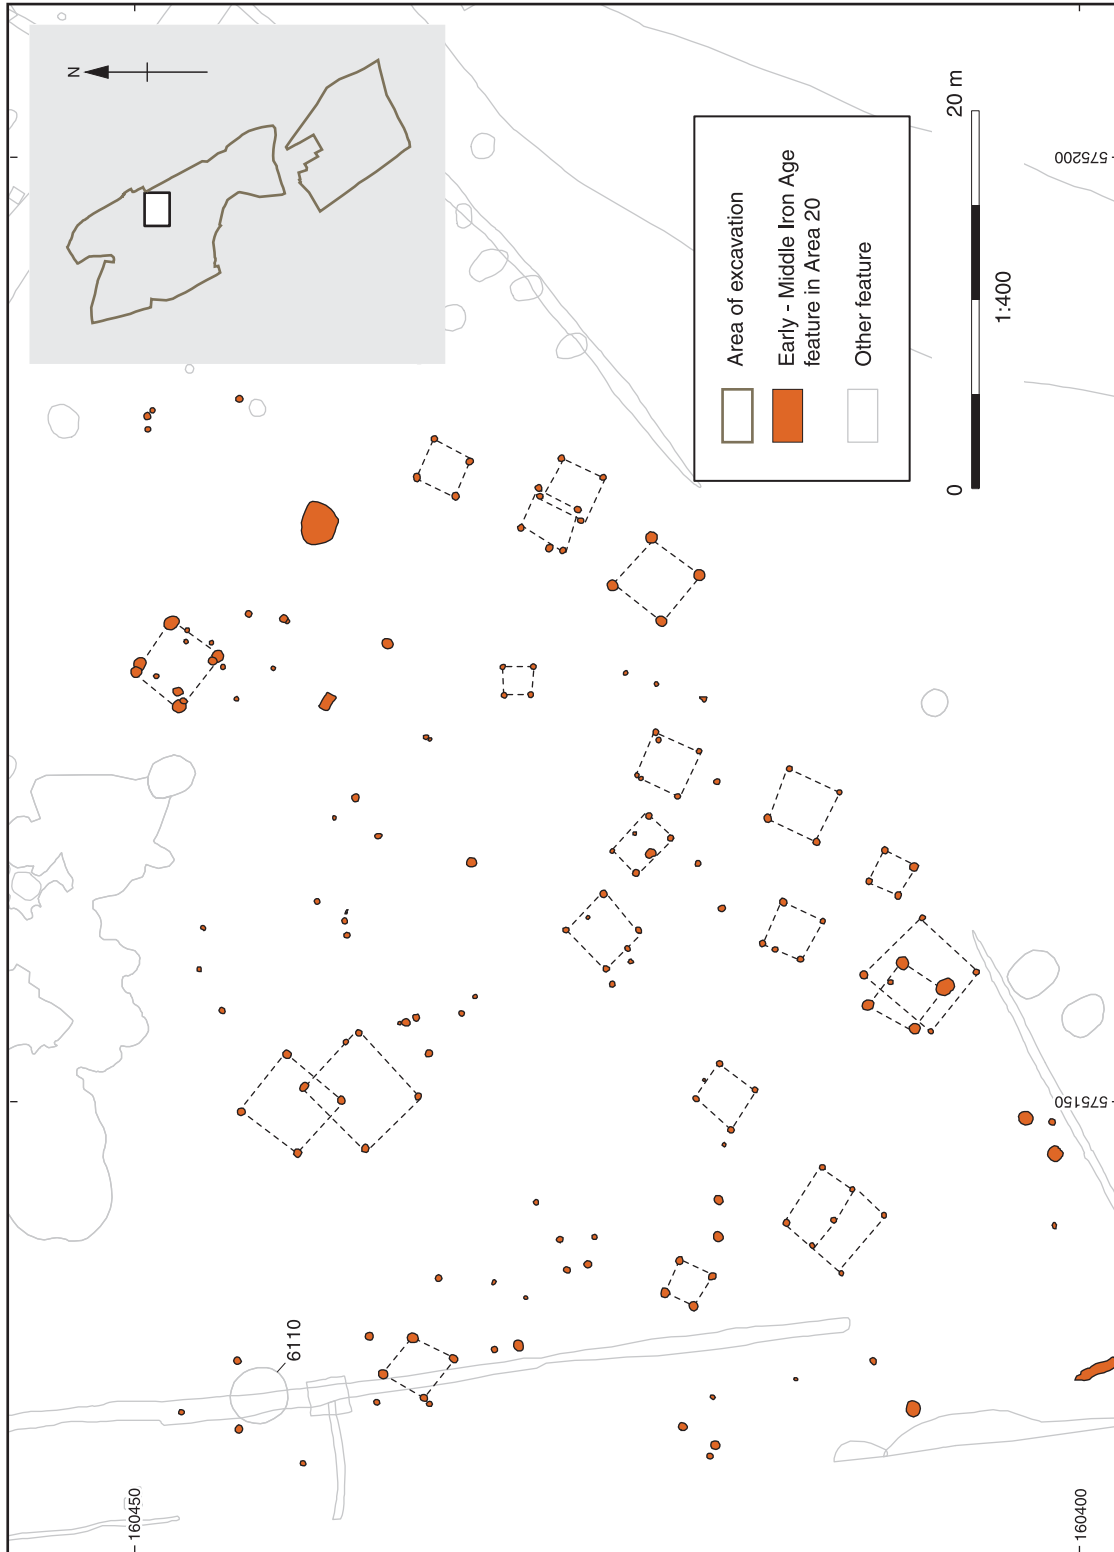 N
Area of excavation
Early - Middle Iron Age
feature in Area 20
Other feature
0
20 m
1:400
575200
575150
6110
160450
160400